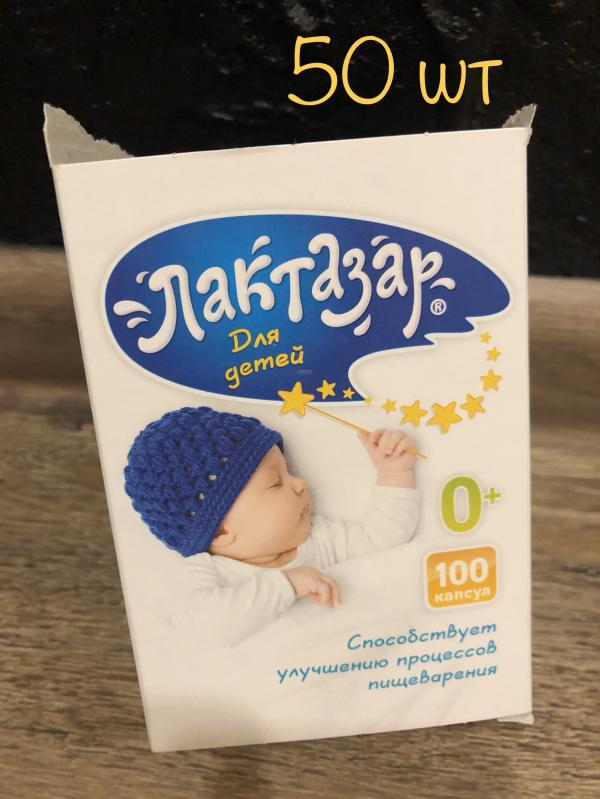 50 шт
Лактазар®
Для
детей
0+
100
капсул
Способствует
улучшению процессов
пищеварения